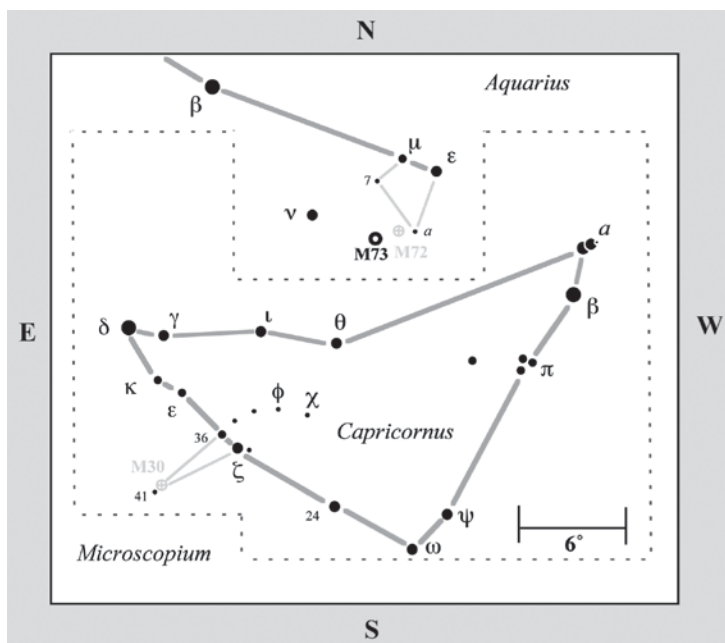 N
Aquarius
β
μ
ε
7
ν
a
M73
M72
a
E
W
δ
γ
ι
θ
β
π
κ
ε
ϕ
χ
Capricornus
36
ζ
M30
41
24
ψ
ω
6°
Microscopium
S